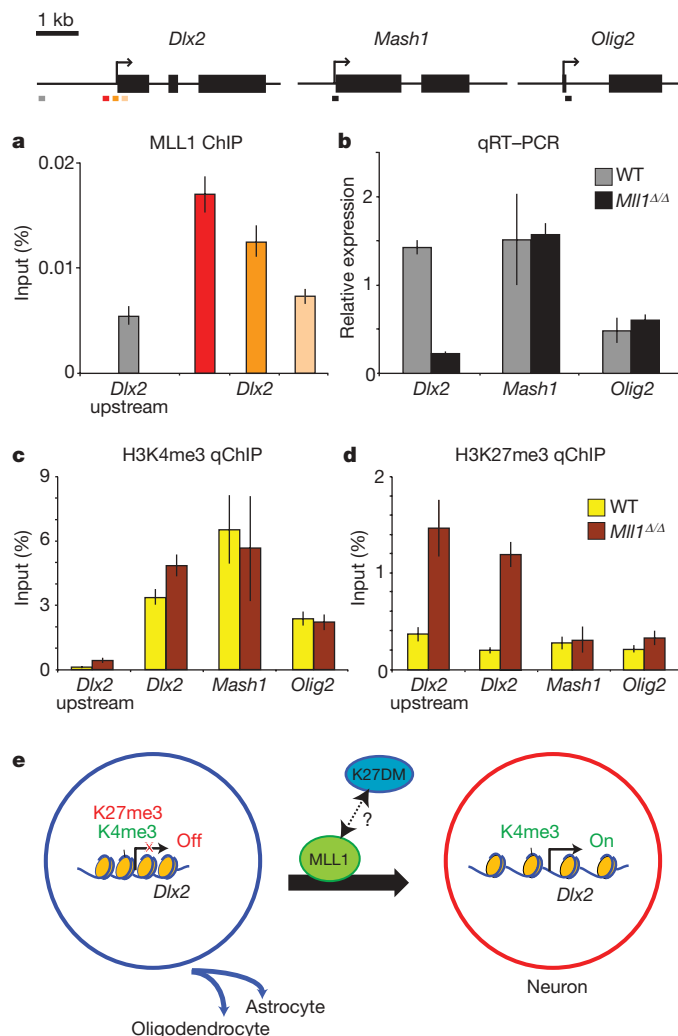 1 kb
Dlx2
Mash1
Olig2
a
MLL1 ChIP
0.02
0.01
0
Input (%)
Dlx2
upstream
Dlx2
b
qRT–PCR
WT
Mll1Δ/Δ
2
1
0
Relative expression
Dlx2
Mash1
Olig2
c
H3K4me3 qChIP
9
6
3
0
Input (%)
Dlx2
upstream
Dlx2
Mash1
Olig2
d
H3K27me3 qChIP
WT
Mll1Δ/Δ
2
1
0
Input (%)
Dlx2
upstream
Dlx2
Mash1
Olig2
e
K27me3
K4me3
Off
x
Dlx2
K27DM
?
MLL1
K4me3
On
Dlx2
Neuron
Astrocyte
Oligodendrocyte